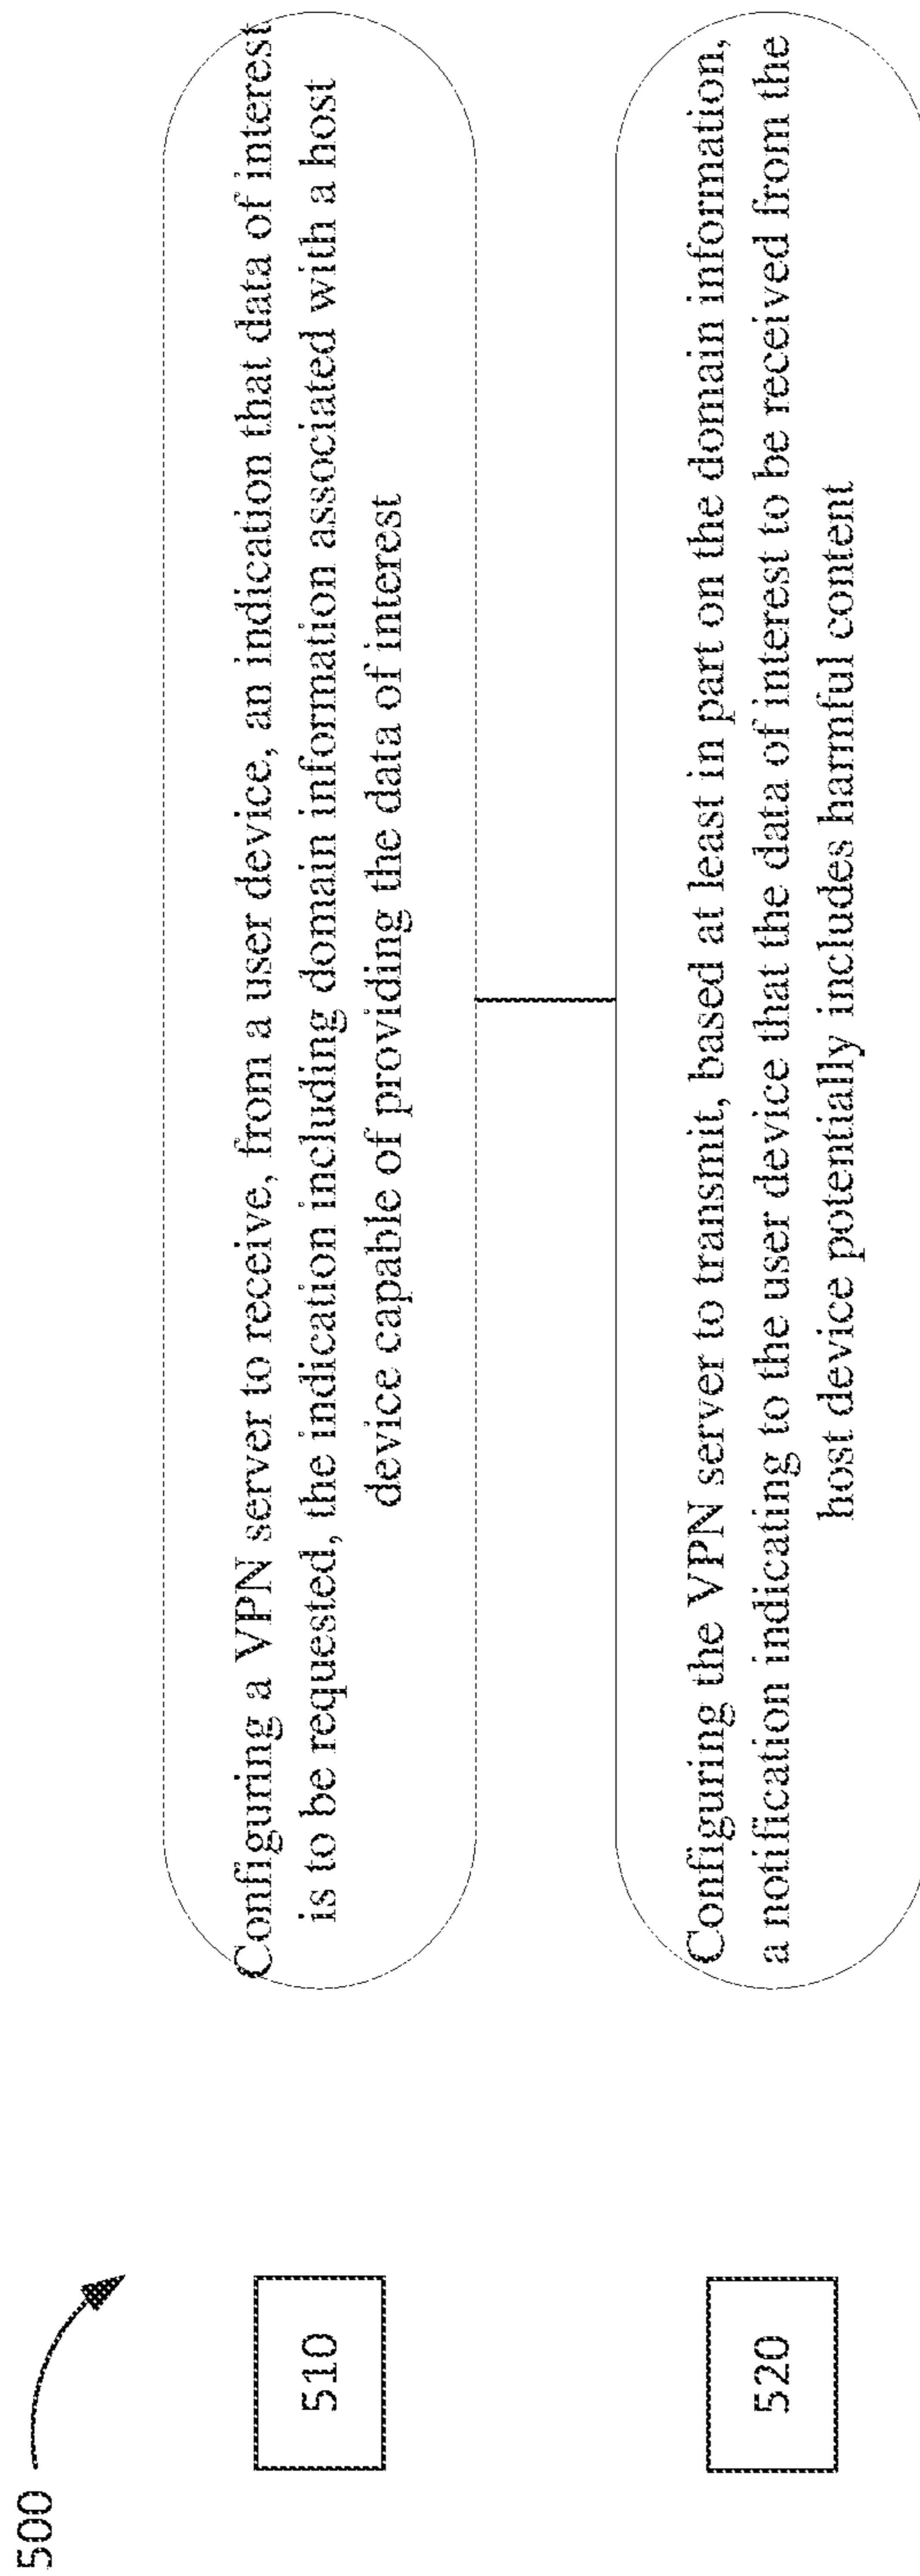 500
510
Configuring a VPN server to receive, from a user device, an indication that data of interest
is to be requested, the indication including domain information associated with a host
device capable of providing the data of interest
520
Configuring the VPN server to transmit, based at least in part on the domain information,
a notification indicating to the user device that the data of interest to be received from the
host device potentially includes harmful content